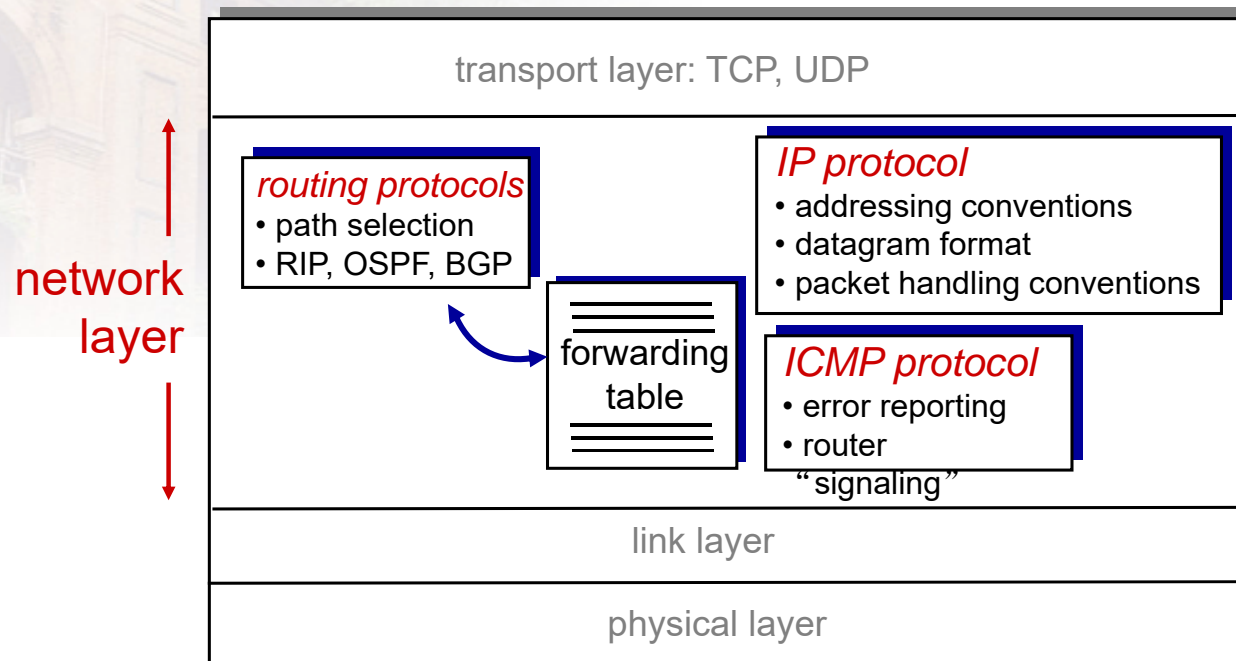 transport layer: TCP, UDP
network
layer
routing protocols
• path selection
• RIP, OSPF, BGP
forwarding
table
IP protocol
• addressing conventions
• datagram format
• packet handling conventions
ICMP protocol
• error reporting
• router
“signaling”
link layer
physical layer